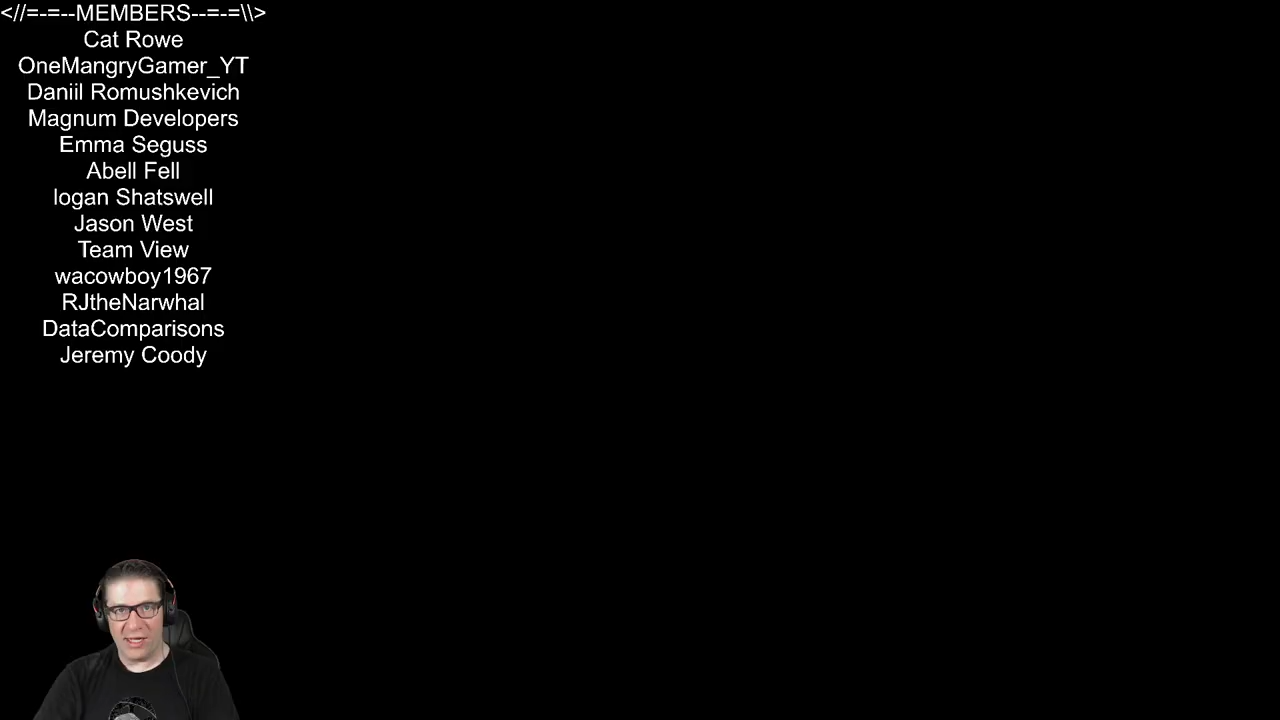 <//=-=--MEMBERS--=-=\\>
Cat Rowe
OneMangryGamer_YT
Daniil Romushkevich
Magnum Developers
Emma Seguss
Abell Fell
logan Shatswell
Jason West
Team View
wacowboy1967
RJtheNarwhal
DataComparisons
Jeremy Coody